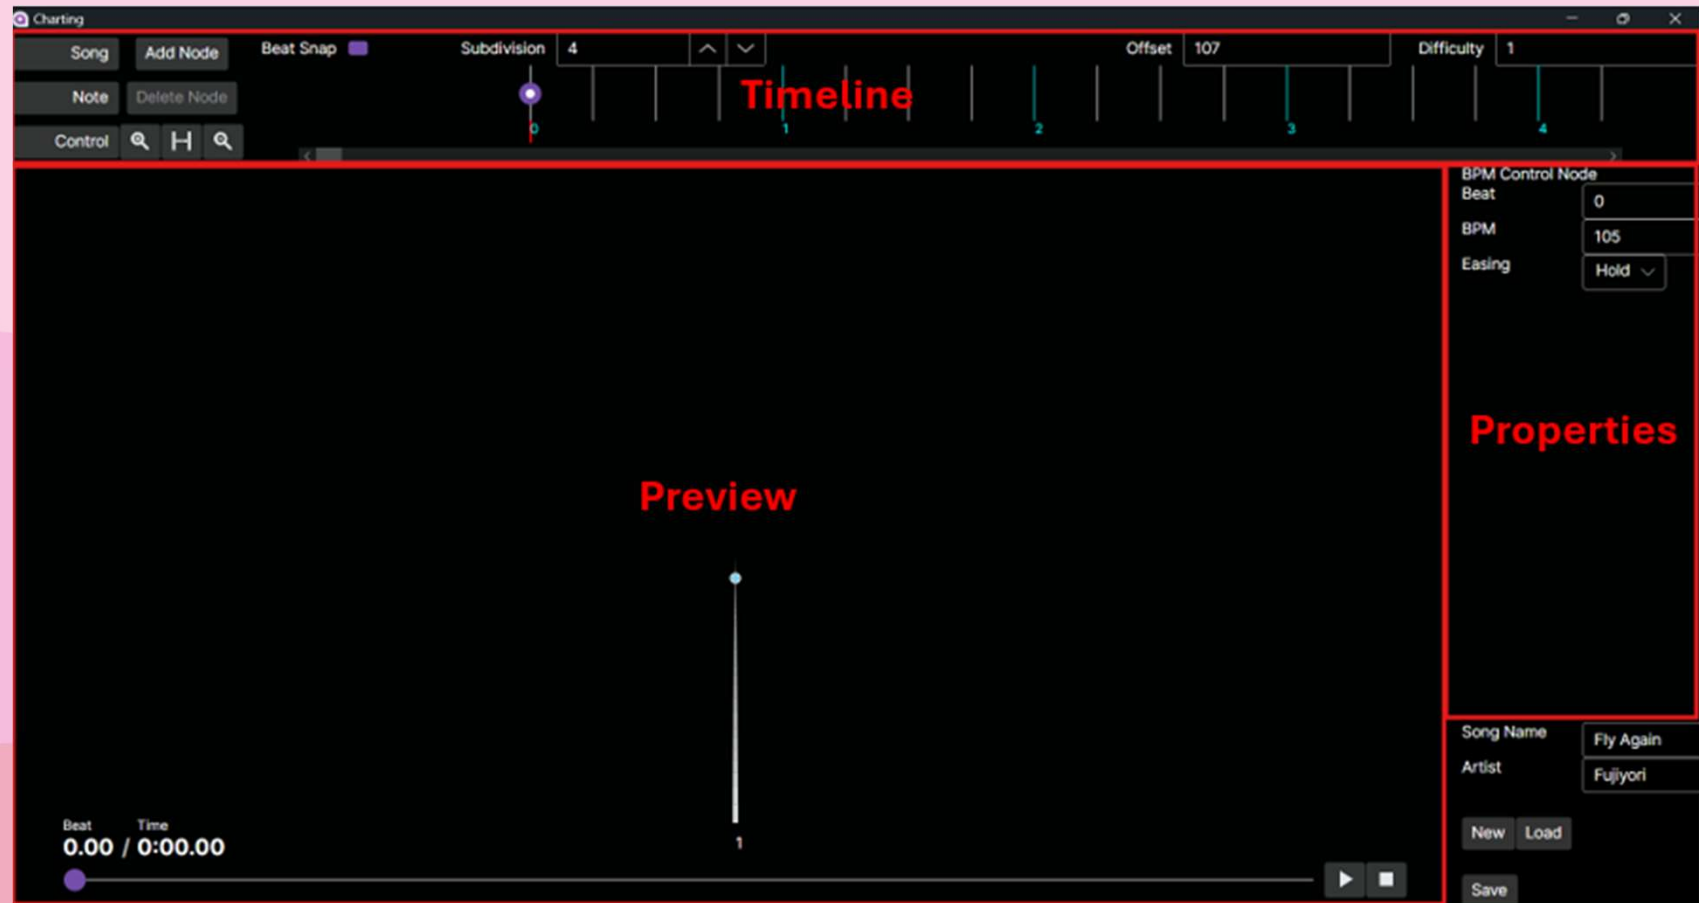 Charting
Song Add Node Beat Snap Subdivision 4 Offset 107 Difficulty 1
Note Delete Node Timeline
0 1 2 3 4
Control
BPM Control Node
Beat 0
BPM 105
Easing Hold
Properties
Preview
1
Beat Time
0.00 / 0:00.00
Song Name Fly Again
Artist Fujiyori
New Load
Save